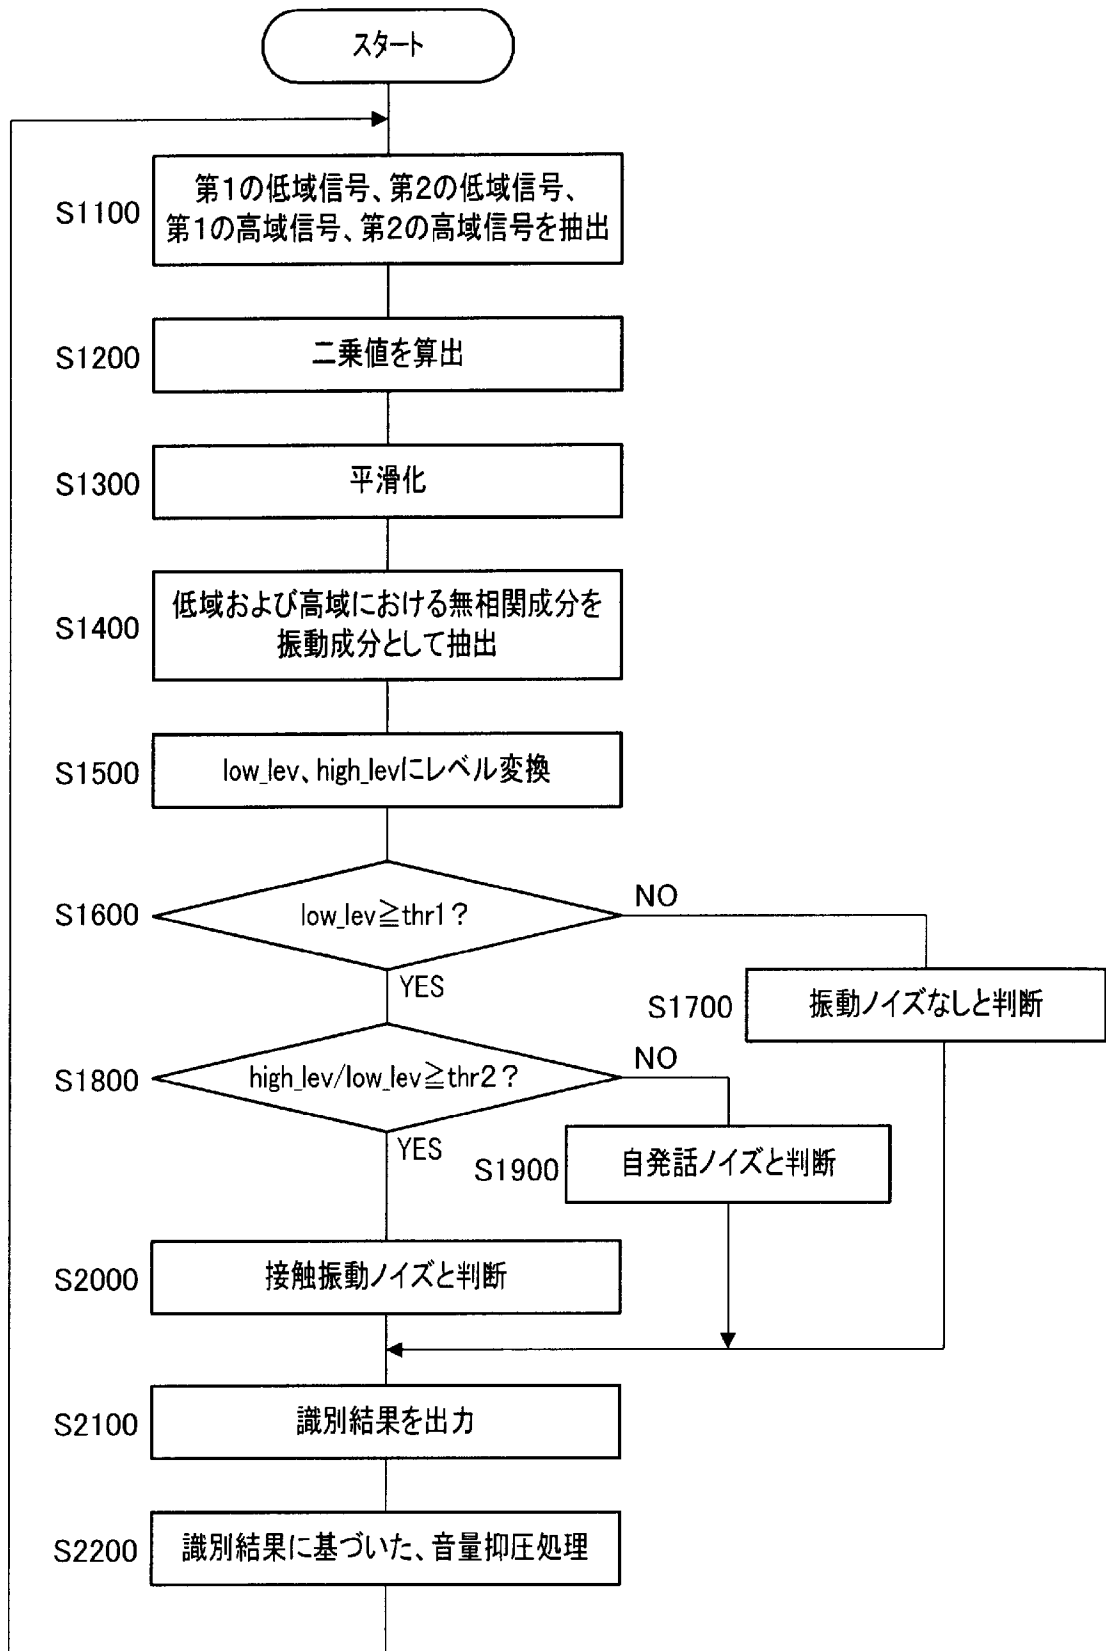 スタート
S1100
第1の低域信号、第2の低域信号、
第1の高域信号、第2の高域信号を抽出
S1200
二乗値を算出
S1300
平滑化
S1400
低域および高域における無相関成分を
振動成分として抽出
S1500
low_lev、high_levにレベル変換
S1600
low_lev≧thr1？
NO
YES
S1700
振動ノイズなしと判断
S1800
high_lev/low_lev≧thr2？
NO
YES
S1900
自発話ノイズと判断
S2000
接触振動ノイズと判断
S2100
識別結果を出力
S2200
識別結果に基づいた、音量抑圧処理